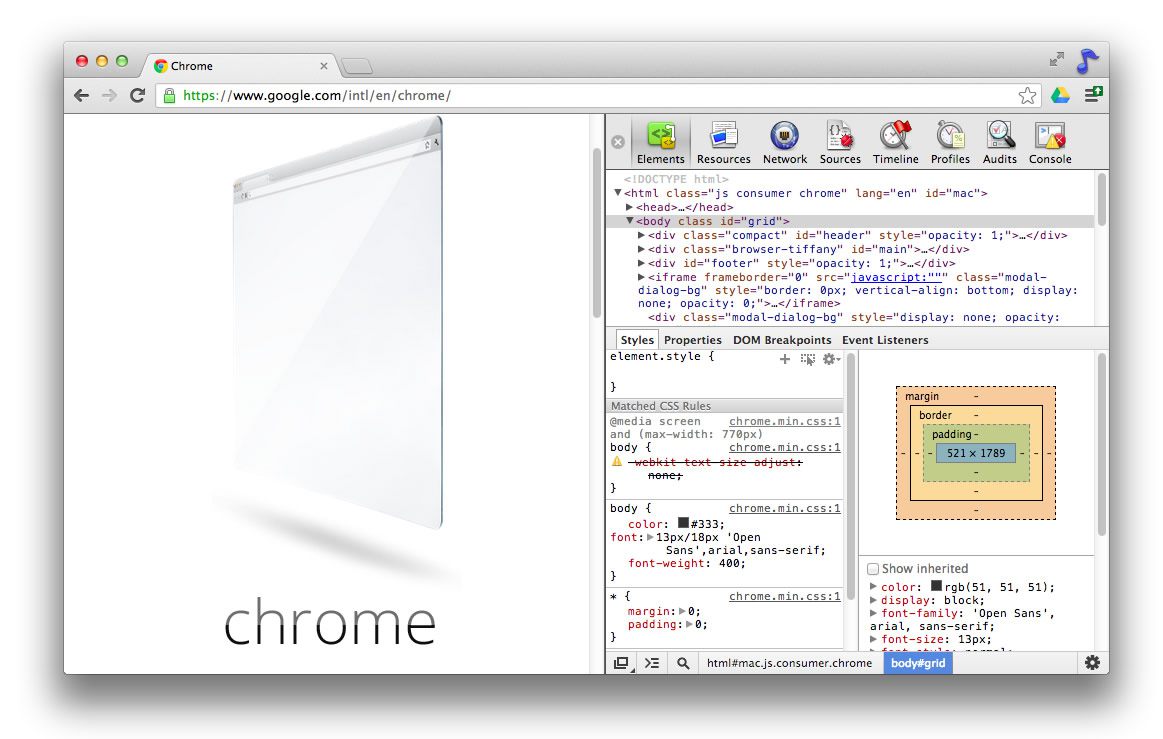 Chrome
https://www.google.com/intl/en/chrome/
chrome
Elements Resources Network Sources Timeline Profiles Audits Console
<!DOCTYPE html>
▼<html class="js consumer chrome" lang="en" id="mac">
▶<head>…</head>
▼<body class id="grid">
▶<div class="compact" id="header" style="opacity: 1;>…</div>
▶<div class="browser-tiffany" id="main">…</div>
▶<div id="footer" style="opacity: 1;">…</div>
▶<iframe frameborder="0" src="javascript:""" class="modal-
dialog-bg" style="border: 0px; vertical-align: bottom; display:
none; opacity: 0;">…</iframe>
<div class="modal-dialog-bg" style="display: none; opacity:
Styles Properties DOM Breakpoints Event Listeners
element.style {
}
Matched CSS Rules
@media screen chrome.min.css:1
and (max-width: 770px)
body { chrome.min.css:1
-webkit-text-size-adjust:
none;
}
body { chrome.min.css:1
color: #333;
font:▶13px/18px 'Open
Sans',arial,sans-serif;
font-weight: 400;
}
* { chrome.min.css:1
margin:▶0;
padding:▶0;
}
margin -
border -
padding -
- - - 521 × 1789 - - -
-
-
-
Show inherited
▶ color: rgb(51, 51, 51);
▶ display: block;
▶ font-family: 'Open Sans',
arial, sans-serif;
▶ font-size: 13px;
▶ font-style: normal;
html#mac.js.consumer.chrome body#grid